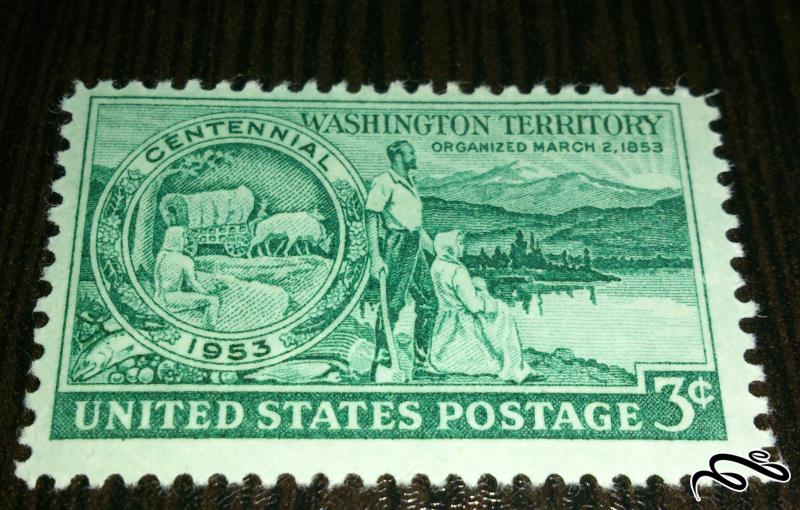 CENTENNIAL
1953
WASHINGTON TERRITORY
ORGANIZED MARCH 2, 1853
UNITED STATES POSTAGE 3¢